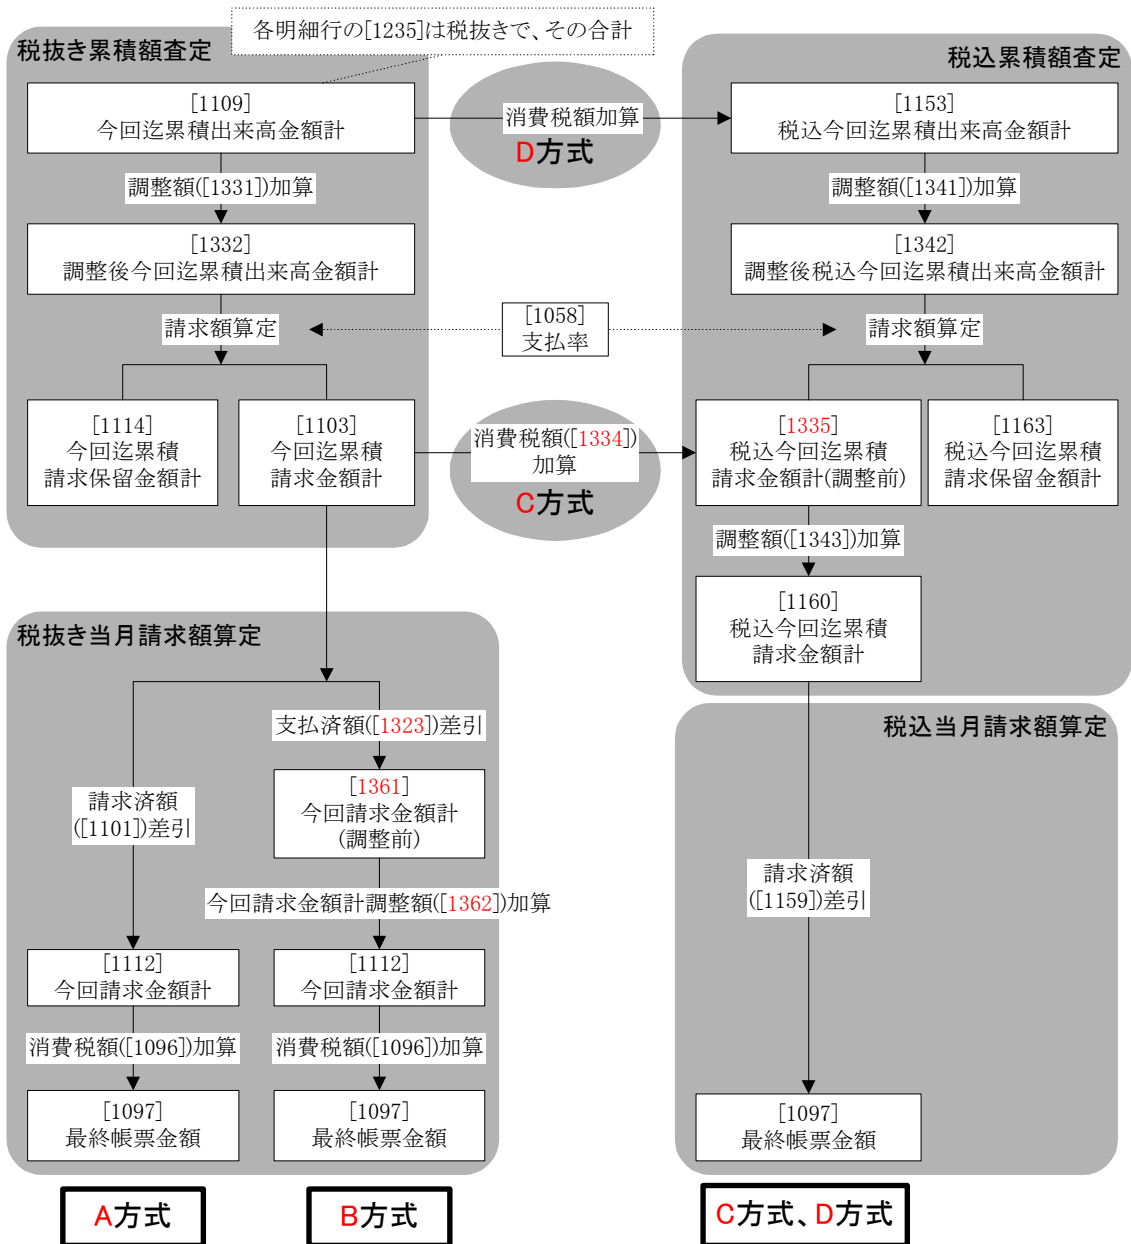 各明細行の[1235]は税抜きで、その合計
税抜き累積額査定
税込累積額査定
[1109]
今回迄累積出来高金額計
消費税額加算
D方式
[1153]
税込今回迄累積出来高金額計
調整額([1331])加算
調整額([1341])加算
[1332]
調整後今回迄累積出来高金額計
[1342]
調整後税込今回迄累積出来高金額計
請求額算定
[1058]
支払率
請求額算定
[1114]
今回迄累積
請求保留金額計
[1103]
今回迄累積
請求金額計
消費税額([1334])
加算
C方式
[1335]
税込今回迄累積
請求金額計(調整前)
[1163]
税込今回迄累積
請求保留金額計
調整額([1343])加算
[1160]
税込今回迄累積
請求金額計
税抜き当月請求額算定
支払済額([1323])差引
税込当月請求額算定
[1361]
今回請求金額計
(調整前)
請求済額
([1101])差引
今回請求金額計調整額([1362])加算
請求済額
([1159])差引
[1112]
今回請求金額計
[1112]
今回請求金額計
消費税額([1096])加算
消費税額([1096])加算
[1097]
最終帳票金額
[1097]
最終帳票金額
[1097]
最終帳票金額
A方式
B方式
C方式、D方式